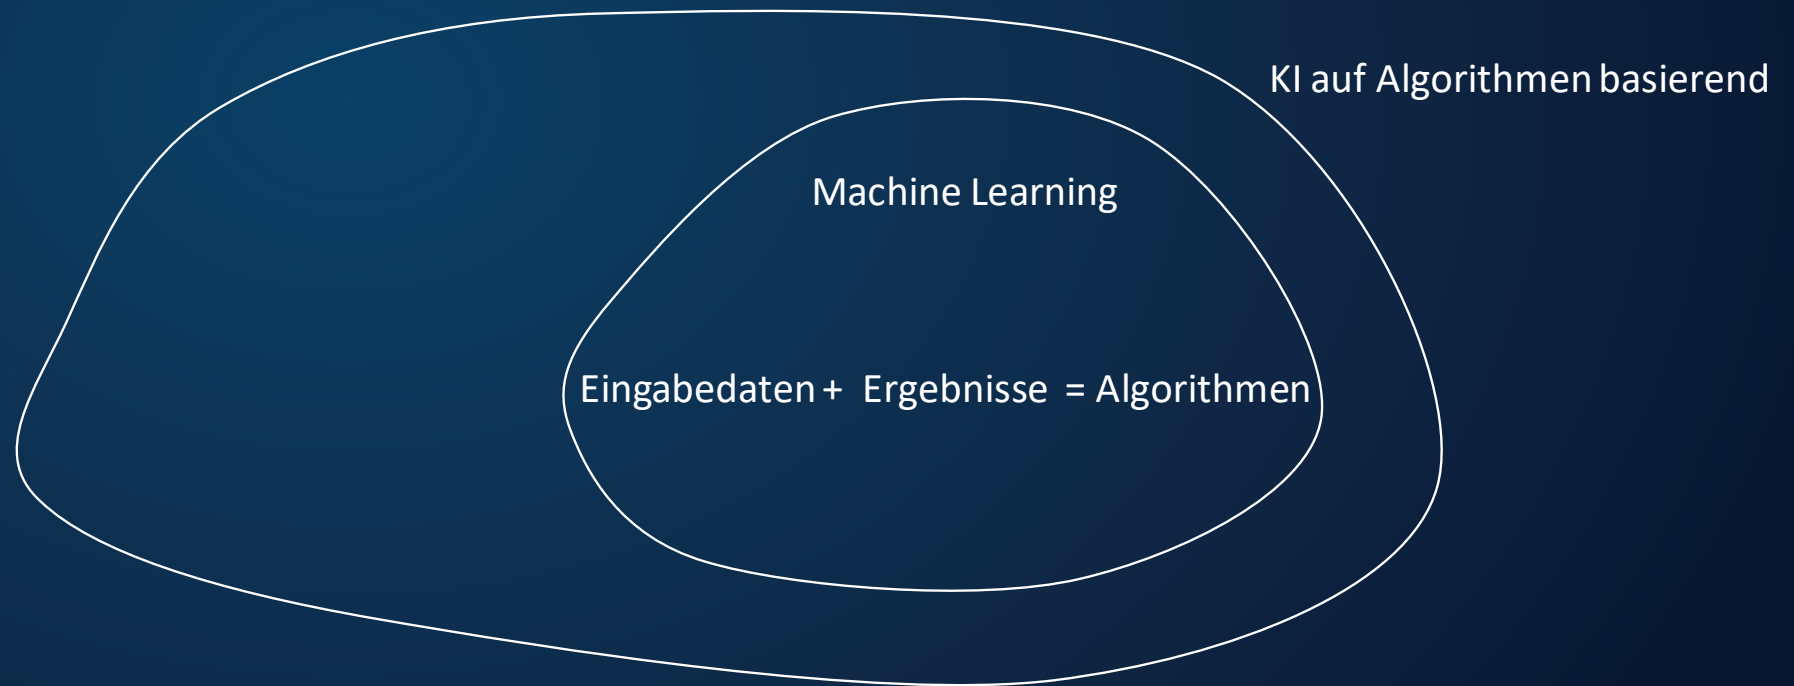 KI auf Algorithmen basierend
Machine Learning
Eingabedaten + Ergebnisse = Algorithmen